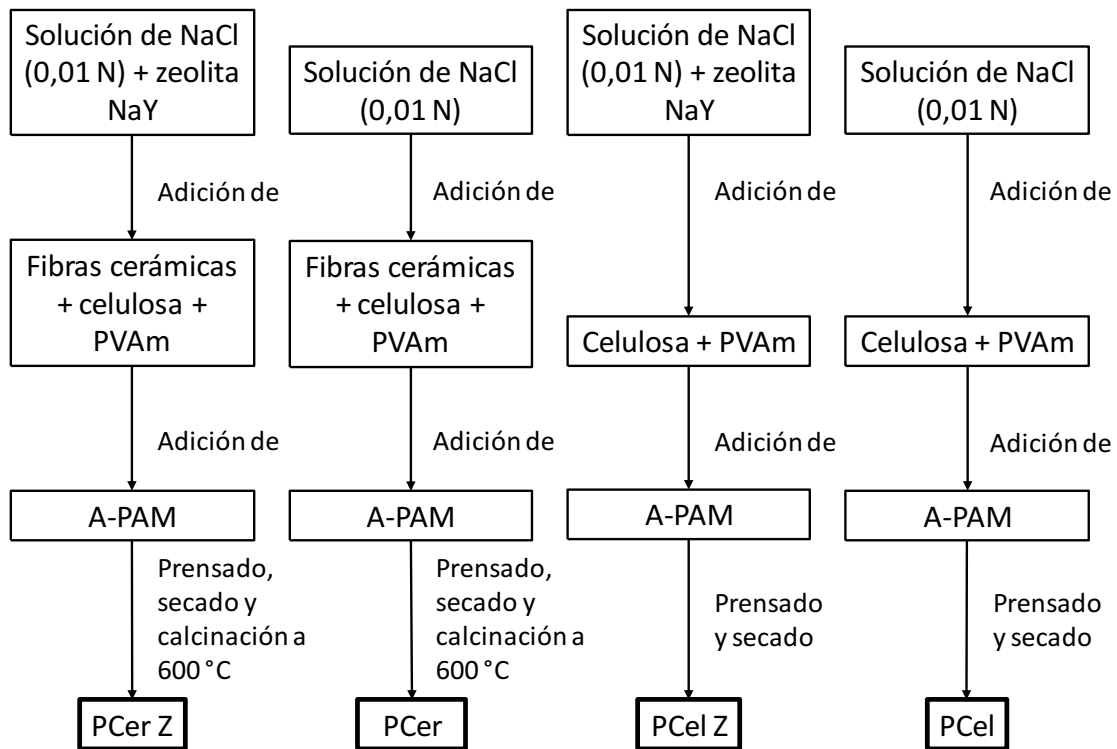 Solución de NaCl
(0,01 N) + zeolita
NaY
Adición de
Fibras cerámicas
+ celulosa +
PVAm
Adición de
A-PAM
Prensado,
secado y
calcinación a
600 °C
PCer Z
Solución de NaCl
(0,01 N)
Adición de
Fibras cerámicas
+ celulosa +
PVAm
Adición de
A-PAM
Prensado,
secado y
calcinación a
600 °C
PCer
Solución de NaCl
(0,01 N) + zeolita
NaY
Adición de
Celulosa + PVAm
Adición de
A-PAM
Prensado
y secado
PCel Z
Solución de NaCl
(0,01 N)
Adición de
Celulosa + PVAm
Adición de
A-PAM
Prensado
y secado
PCel